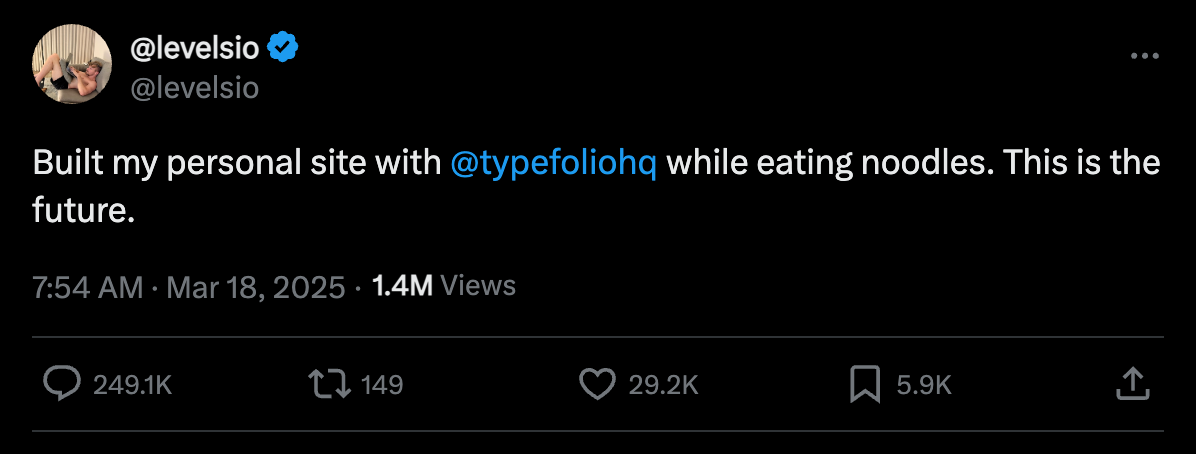 @levelsio
@levelsio
Built my personal site with @typefoliohq while eating noodles. This is the
future.
7:54 AM · Mar 18, 2025 · 1.4M Views
249.1K 149 29.2K 5.9K